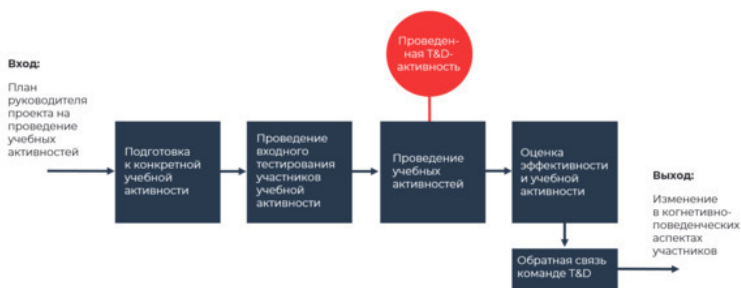 Проведен-
ная T&D-
активность
Вход:
План
руководителя
проекта на
проведение
учебных
активностей
Подготовка
к конкретной
учебной
активности
Проведение
входного
тестирования
участников
учебной
активности
Проведение
учебных
активностей
Оценка
эффективности
и учебной
активности
Выход:
Изменение
в когнитивно-
поведенческих
аспектах
участников
Обратная связь
команде T&D